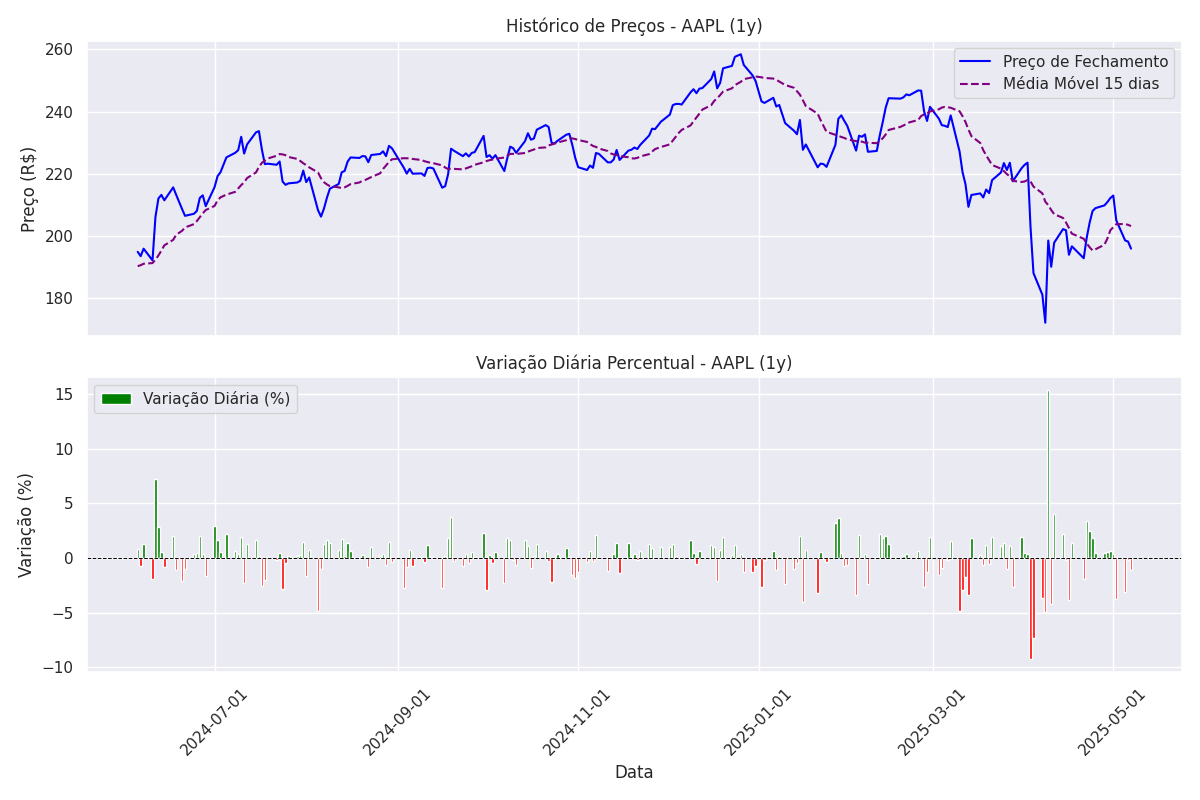 Histórico de Preços - AAPL (1y)
Preço (R$)
260
240
220
200
180
Preço de Fechamento
Média Móvel 15 dias
Variação Diária Percentual - AAPL (1y)
Variação (%)
15
10
5
0
−5
−10
Variação Diária (%)
2024-07-01
2024-09-01
2024-11-01
2025-01-01
2025-03-01
2025-05-01
Data